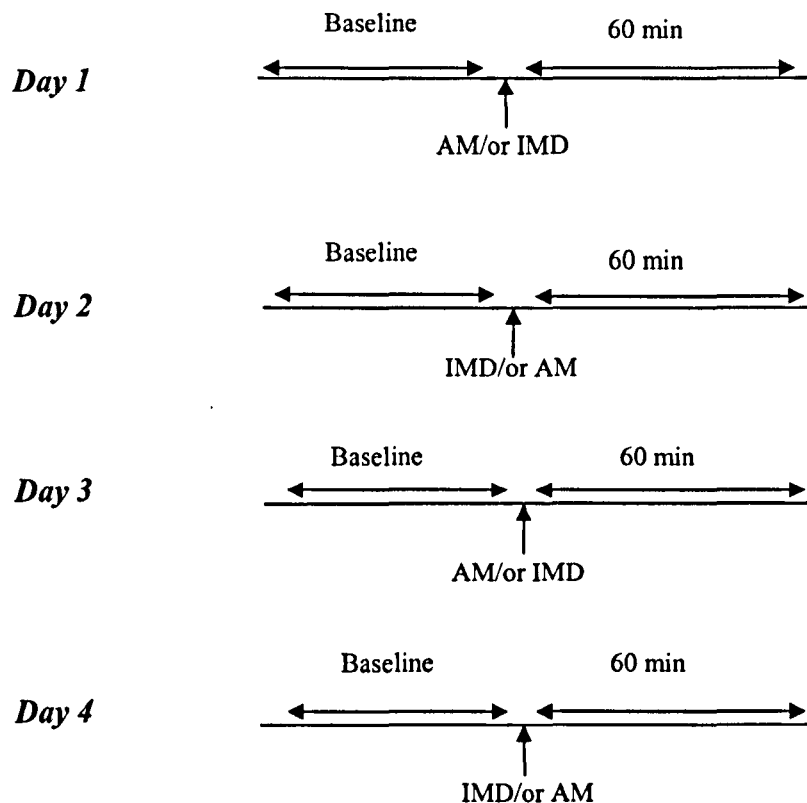 Baseline 60 min
Day 1
AM/or IMD
Baseline 60 min
Day 2
IMD/or AM
Baseline 60 min
Day 3
AM/or IMD
Baseline 60 min
Day 4
IMD/or AM